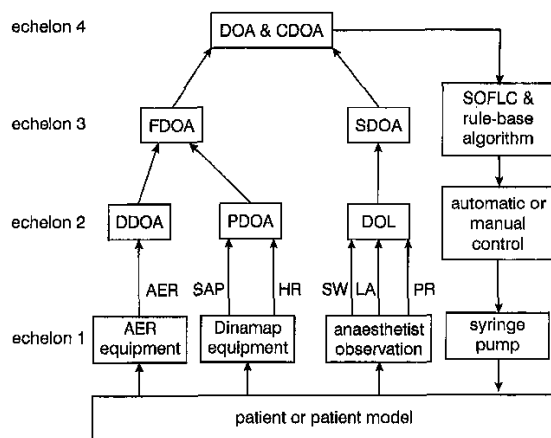 echelon 4
DOA & CDOA
echelon 3
FDOA
SDOA
SOFLC &
rule-base
algorithm
echelon 2
DDOA
PDOA
DOL
automatic or
manual
control
AER
SAP
HR
SW
LA
PR
echelon 1
AER
equipment
Dinamap
equipment
anaesthetist
observation
syringe
pump
patient or patient model